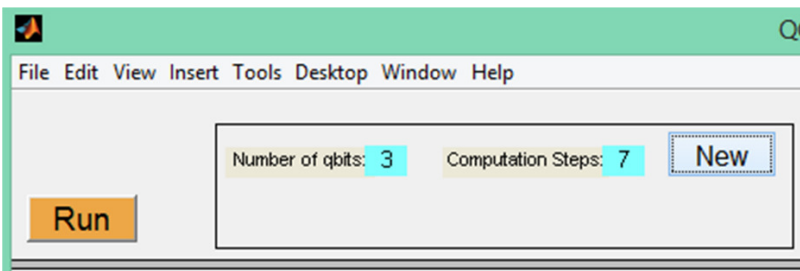 File Edit View Insert Tools Desktop Window Help
Number of qbits: 3 Computation Steps: 7 New
Run